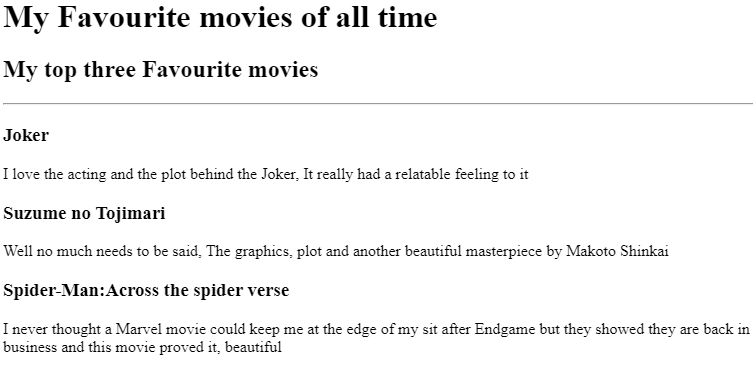 My Favourite movies of all time
My top three Favourite movies
Joker
I love the acting and the plot behind the Joker, It really had a relatable feeling to it
Suzume no Tojimari
Well no much needs to be said, The graphics, plot and another beautiful masterpiece by Makoto Shinkai
Spider-Man:Across the spider verse
I never thought a Marvel movie could keep me at the edge of my sit after Endgame but they showed they are back in
business and this movie proved it, beautiful